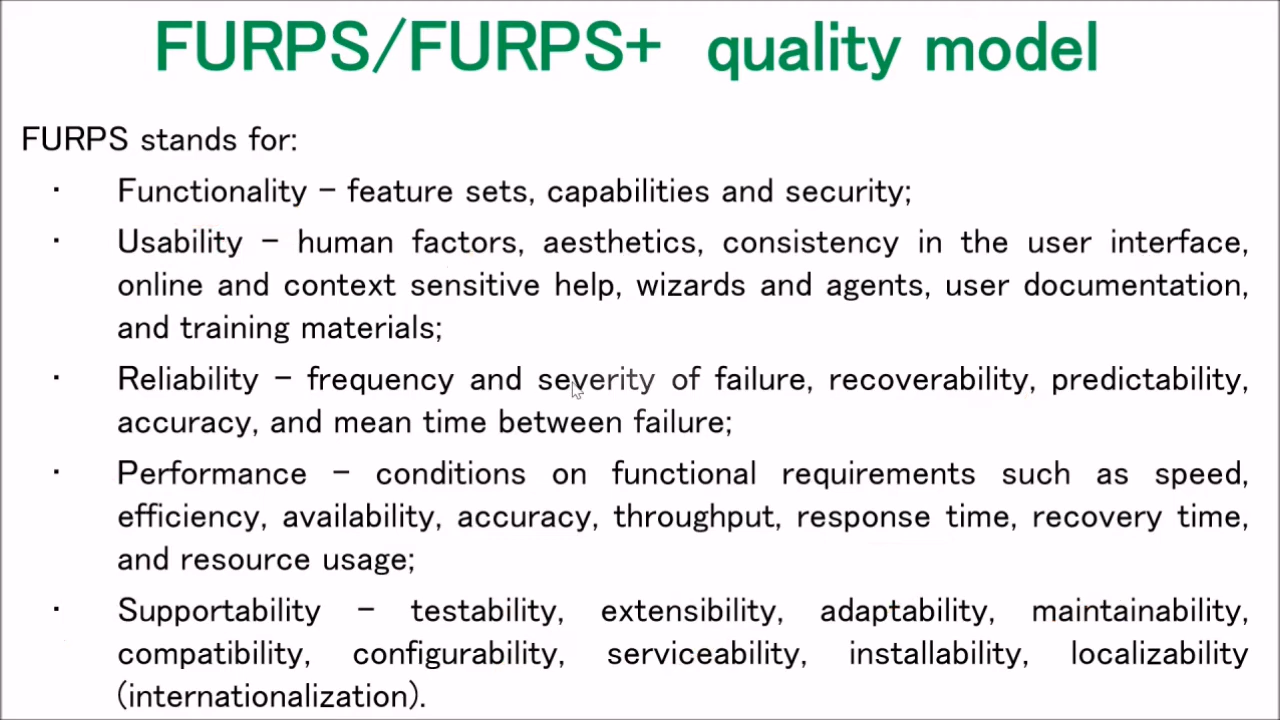 FURPS/FURPS+ quality model
FURPS stands for:
· Functionality – feature sets, capabilities and security;
· Usability – human factors, aesthetics, consistency in the user interface,
online and context sensitive help, wizards and agents, user documentation,
and training materials;
· Reliability – frequency and severity of failure, recoverability, predictability,
accuracy, and mean time between failure;
· Performance – conditions on functional requirements such as speed,
efficiency, availability, accuracy, throughput, response time, recovery time,
and resource usage;
· Supportability – testability, extensibility, adaptability, maintainability,
compatibility, configurability, serviceability, installability, localizability
(internationalization).